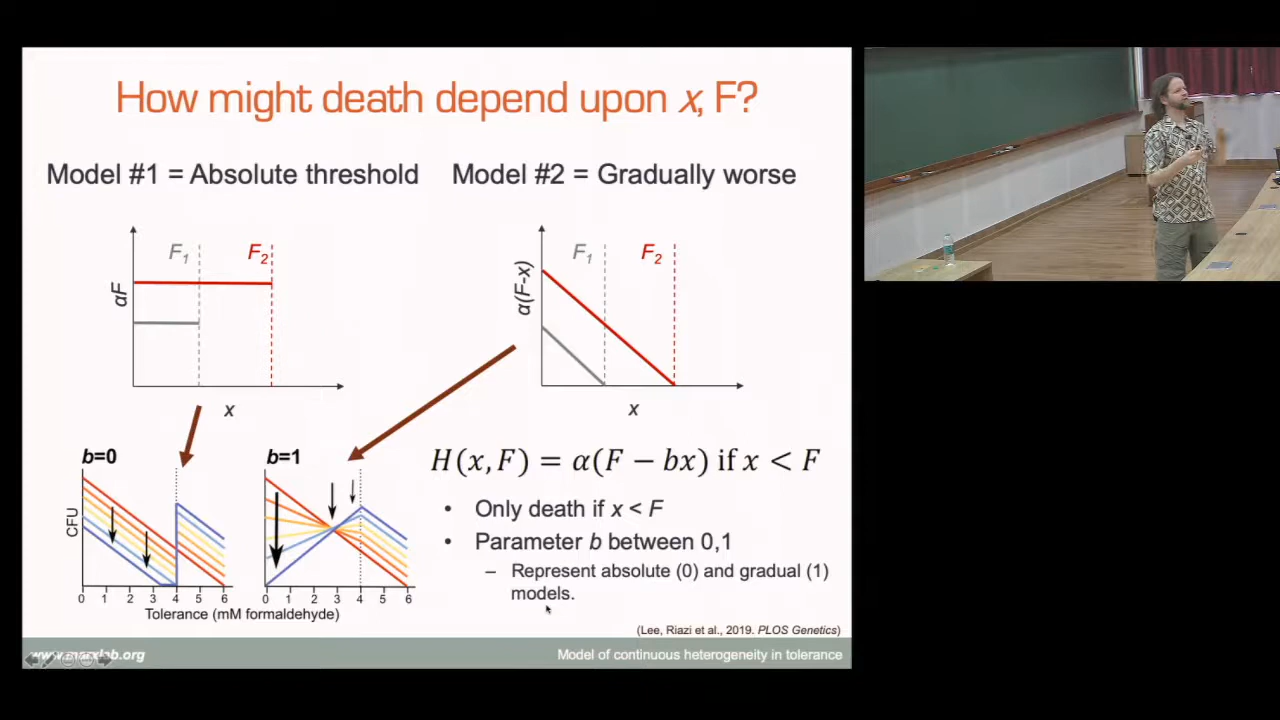 How might death depend upon x, F?
Model #1 = Absolute threshold
Model #2 = Gradually worse
F1
F2
αF
x
F1
F2
α(F-x)
x
b=0
CFU
0 1 2 3 4 5 6
b=1
0 1 2 3 4 5 6
Tolerance (mM formaldehyde)
H(x, F) = α(F − bx) if x < F
• Only death if x < F
• Parameter b between 0,1
– Represent absolute (0) and gradual (1)
models.
(Lee, Riazi et al., 2019. PLOS Genetics)
www.marxlab.org
Model of continuous heterogeneity in tolerance